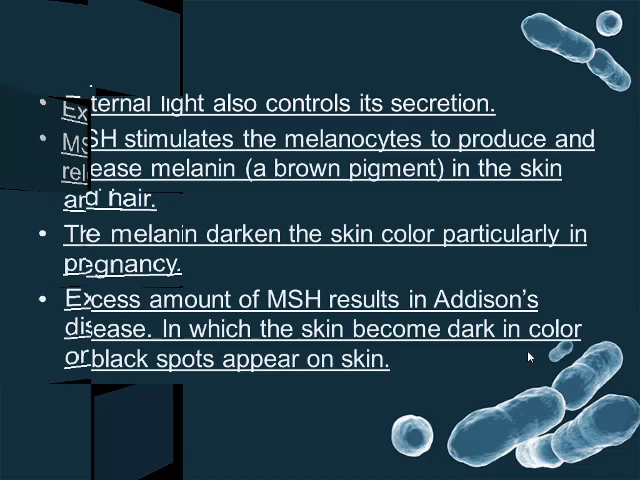 • External light also controls its secretion.
• MSH stimulates the melanocytes to produce and
release melanin (a brown pigment) in the skin
and hair.
• The melanin darken the skin color particularly in
pregnancy.
• Excess amount of MSH results in Addison's
disease. In which the skin become dark in color
or black spots appear on skin.